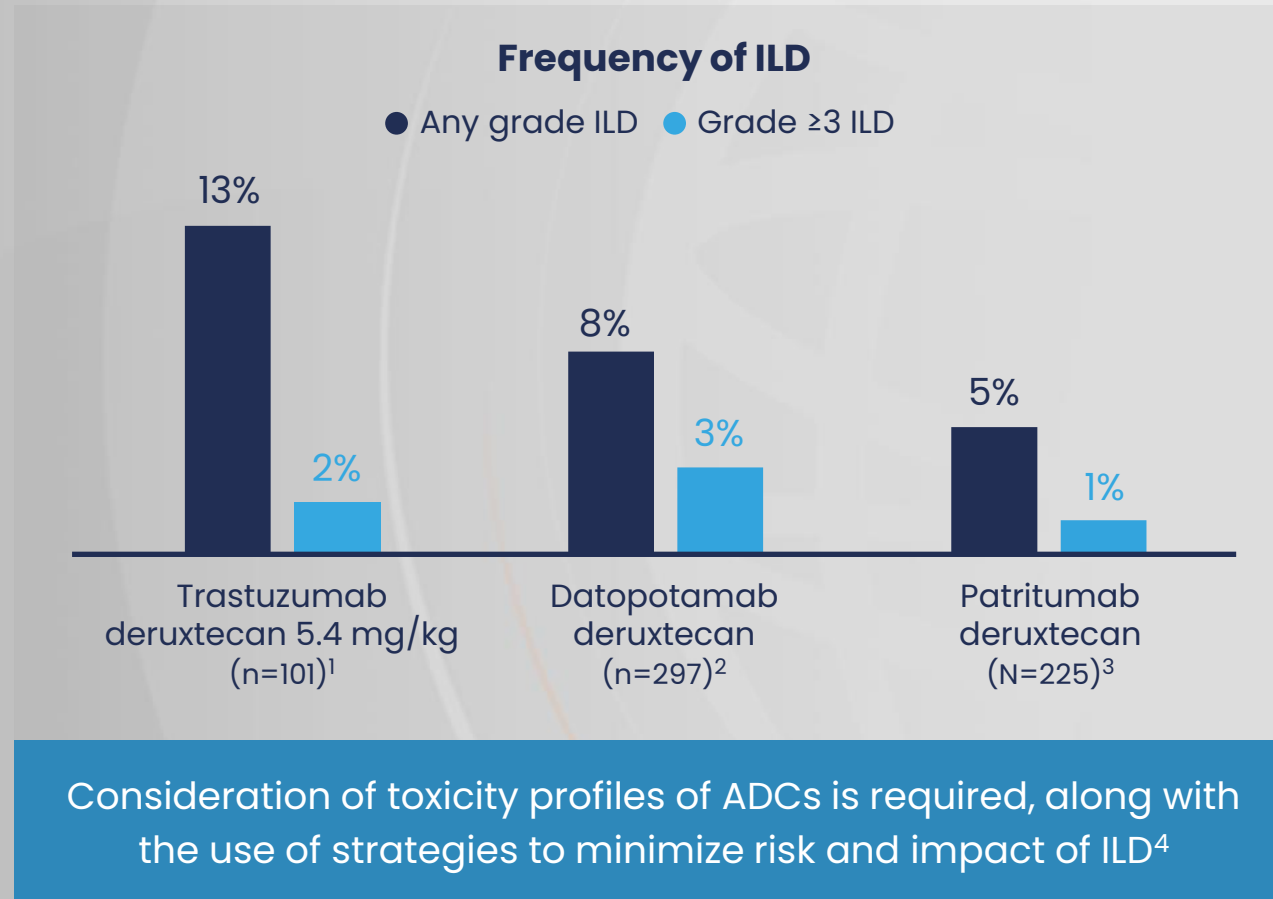 Frequency of ILD
Any grade ILD Grade ≥3 ILD
13%
2%
8%
3%
5%
1%
Trastuzumab
deruxtecan 5.4 mg/kg
(n=101)¹
Datopotamab
deruxtecan
(n=297)²
Patritumab
deruxtecan
(N=225)³
Consideration of toxicity profiles of ADCs is required, along with
the use of strategies to minimize risk and impact of ILD⁴